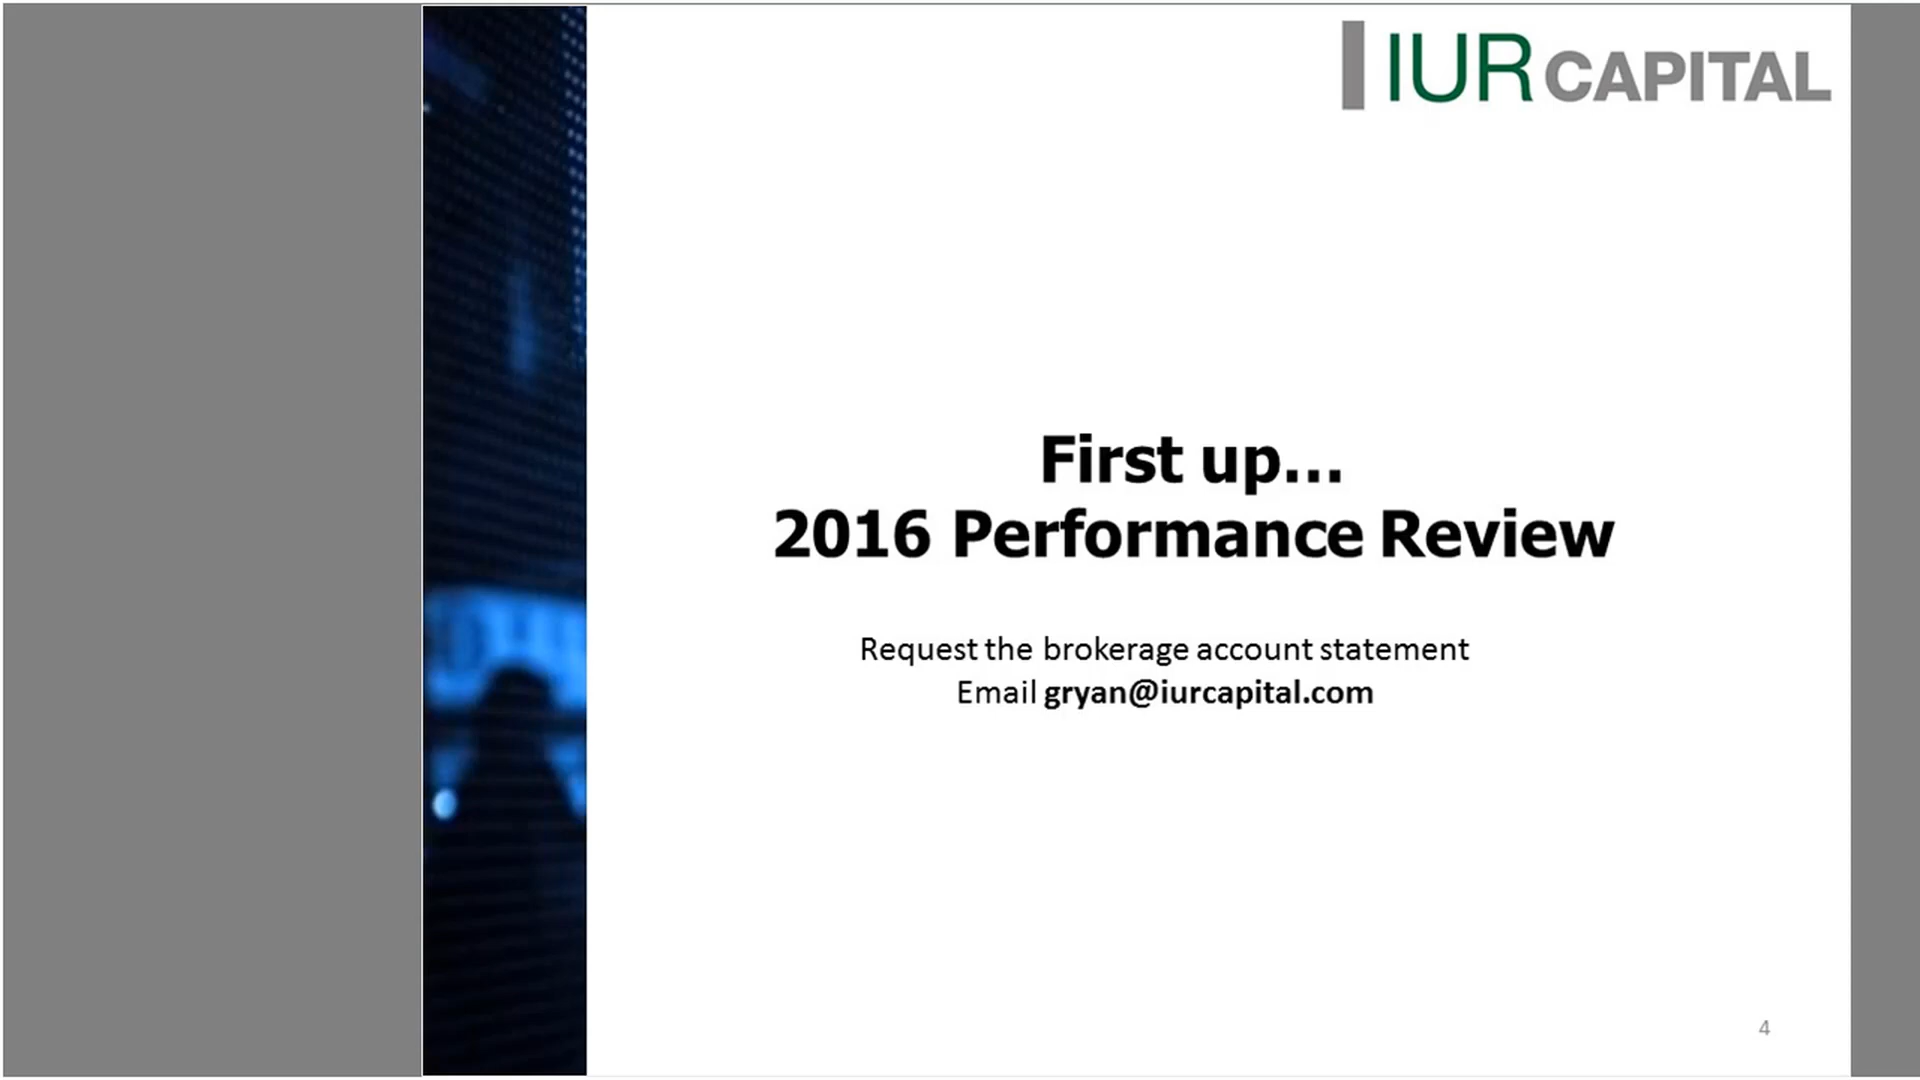 IUR CAPITAL
First up...
2016 Performance Review
Request the brokerage account statement
Email gryan@iurcapital.com
4